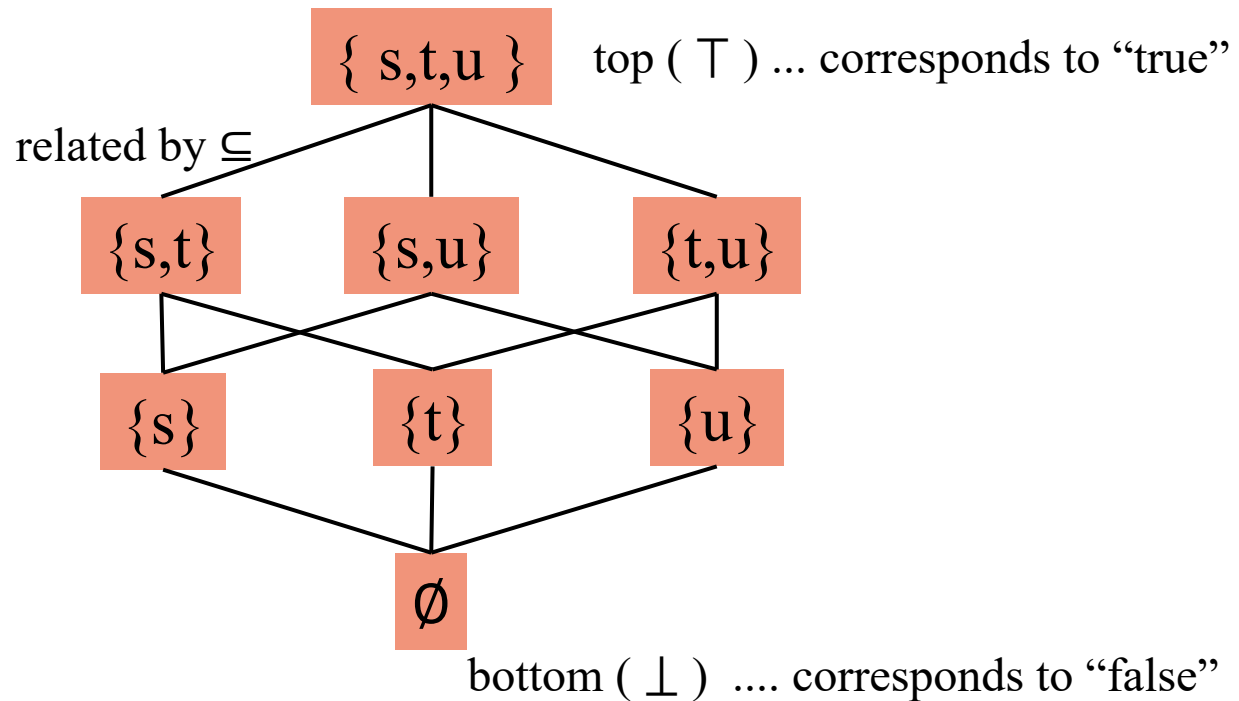 { s,t,u }
top ( ⊤ ) ... corresponds to “true”
related by ⊆
{s,t}
{s,u}
{t,u}
{s}
{t}
{u}
∅
bottom ( ⊥ ) .... corresponds to “false”